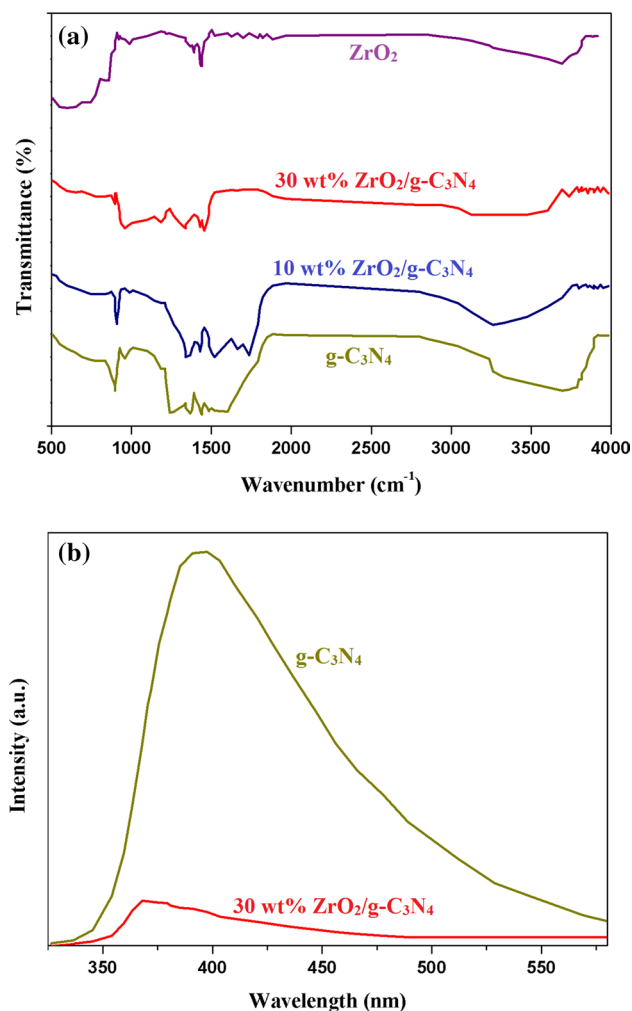 (a)
ZrO₂
30 wt% ZrO₂/g-C₃N₄
10 wt% ZrO₂/g-C₃N₄
g-C₃N₄
Transmittance (%)
500 1000 1500 2000 2500 3000 3500 4000
Wavenumber (cm⁻¹)
(b)
g-C₃N₄
30 wt% ZrO₂/g-C₃N₄
Intensity (a.u.)
350 400 450 500 550
Wavelength (nm)